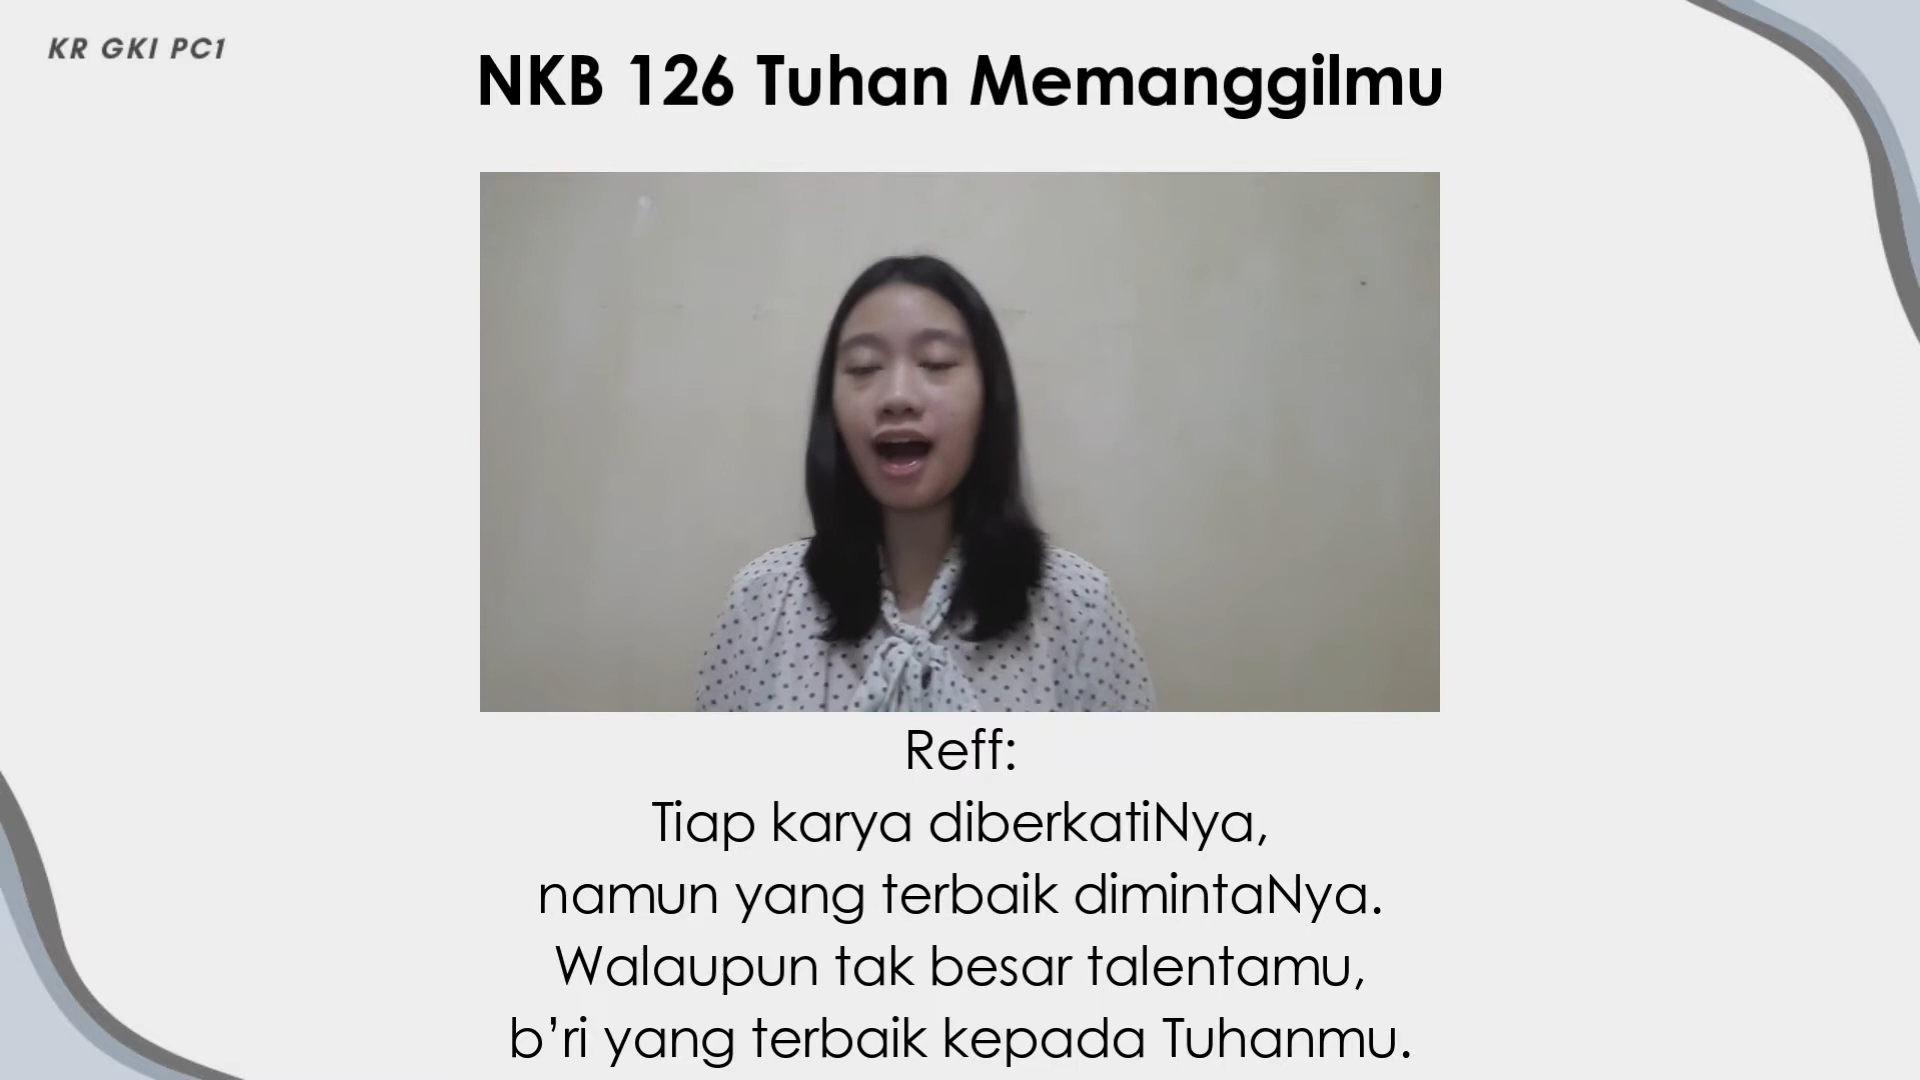 KR GKI PC1
NKB 126 Tuhan Memanggilmu
Reff:
Tiap karya diberkatiNya,
namun yang terbaik dimintaNya.
Walaupun tak besar talentamu,
b'ri yang terbaik kepada Tuhanmu.